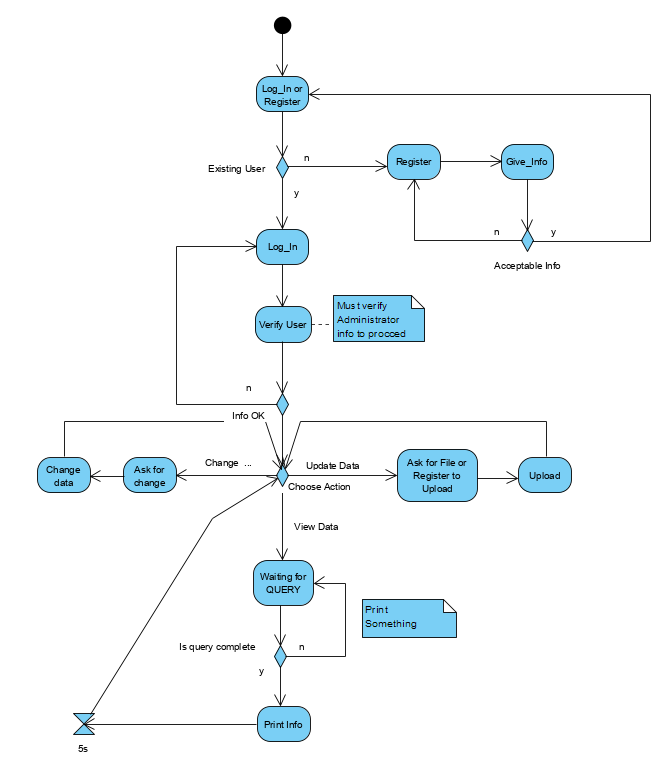 Log_In or
Register
Existing User
n
y
Register
Give_Info
n
y
Acceptable Info
Log_In
Verify User
Must verify
Administrator
info to procced
n
Info OK
Change
data
Ask for
change
Change ...
Update Data
Choose Action
Ask for File or
Register to
Upload
Upload
View Data
Waiting for
QUERY
Print
Something
Is query complete
n
y
Print Info
5s